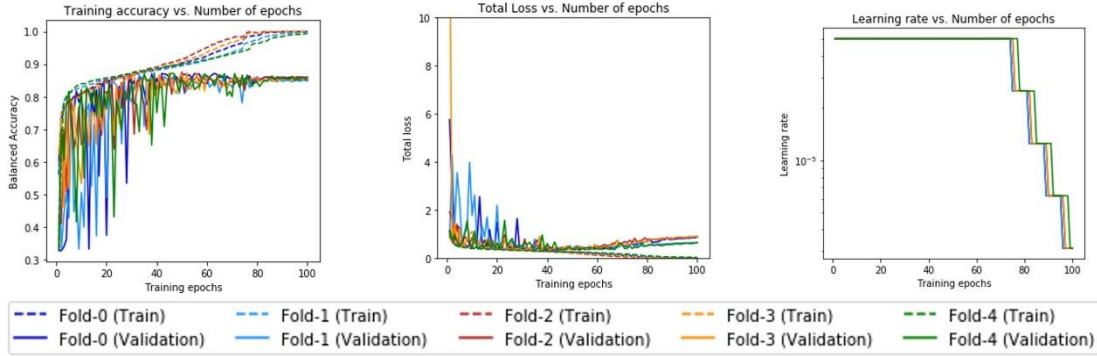 Training accuracy vs. Number of epochs
Balanced Accuracy
1.0
0.9
0.8
0.7
0.6
0.5
0.4
0.3
0 20 40 60 80 100
Training epochs
Total Loss vs. Number of epochs
Total loss
10
8
6
4
2
0
0 20 40 60 80 100
Training epochs
Learning rate vs. Number of epochs
Learning rate
10⁻⁵
0 20 40 60 80 100
Training epochs
Fold-0 (Train) Fold-1 (Train) Fold-2 (Train) Fold-3 (Train) Fold-4 (Train)
Fold-0 (Validation) Fold-1 (Validation) Fold-2 (Validation) Fold-3 (Validation) Fold-4 (Validation)